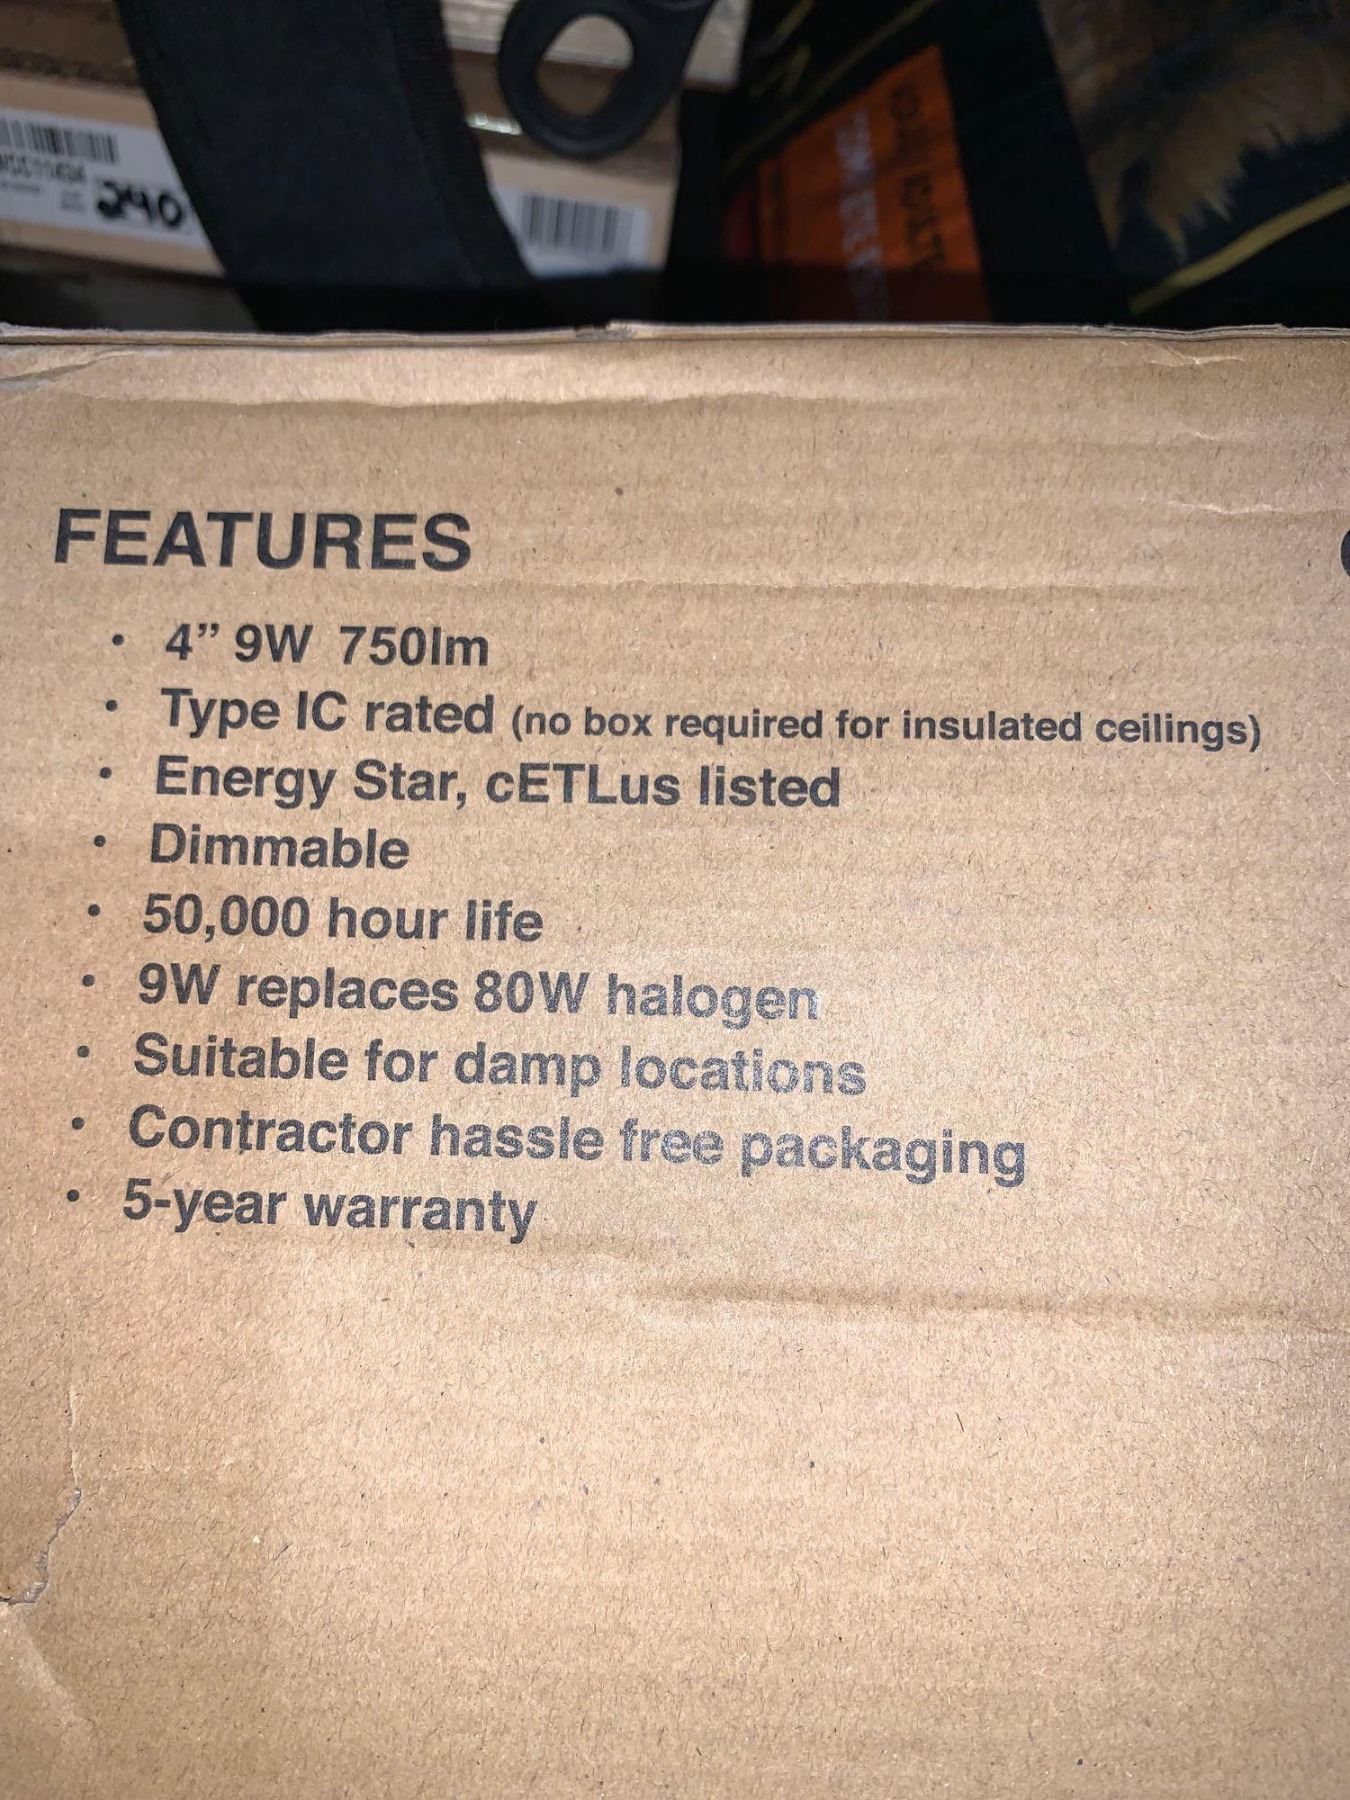 240
FEATURES
• 4” 9W 750lm
• Type IC rated (no box required for insulated ceilings)
• Energy Star, cETLus listed
• Dimmable
• 50,000 hour life
• 9W replaces 80W halogen
• Suitable for damp locations
• Contractor hassle free packaging
• 5-year warranty